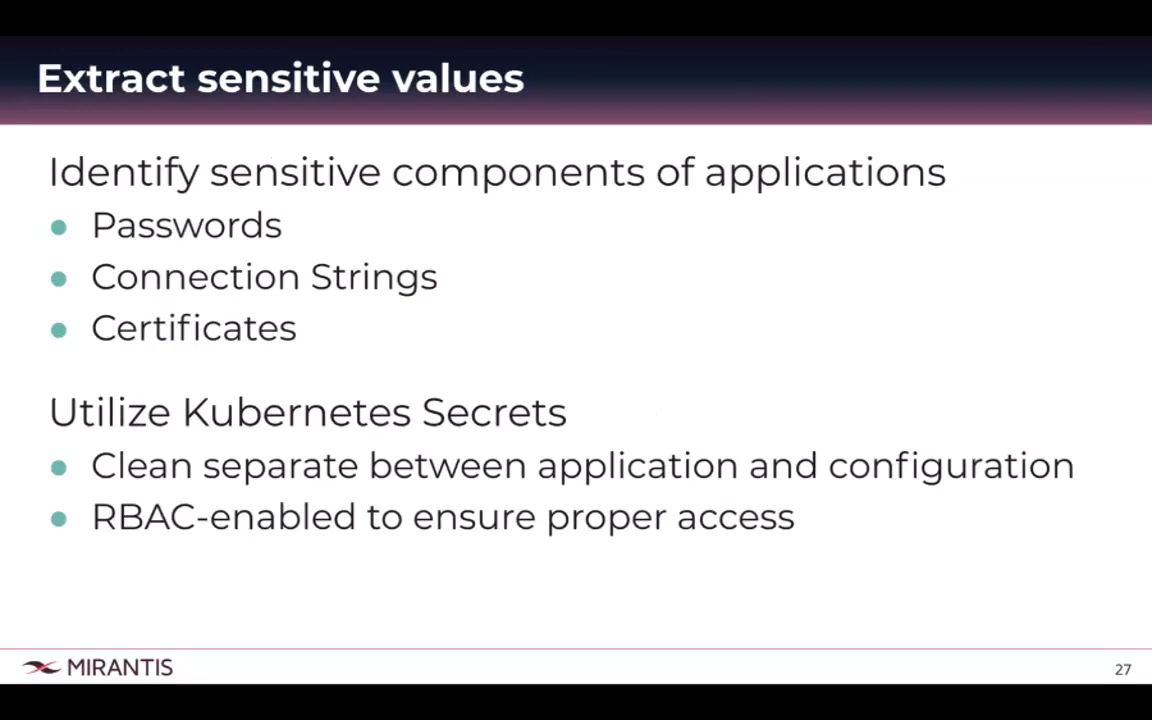 Extract sensitive values
Identify sensitive components of applications
Passwords
Connection Strings
Certificates
Utilize Kubernetes Secrets
Clean separate between application and configuration
RBAC-enabled to ensure proper access
MIRANTIS
27